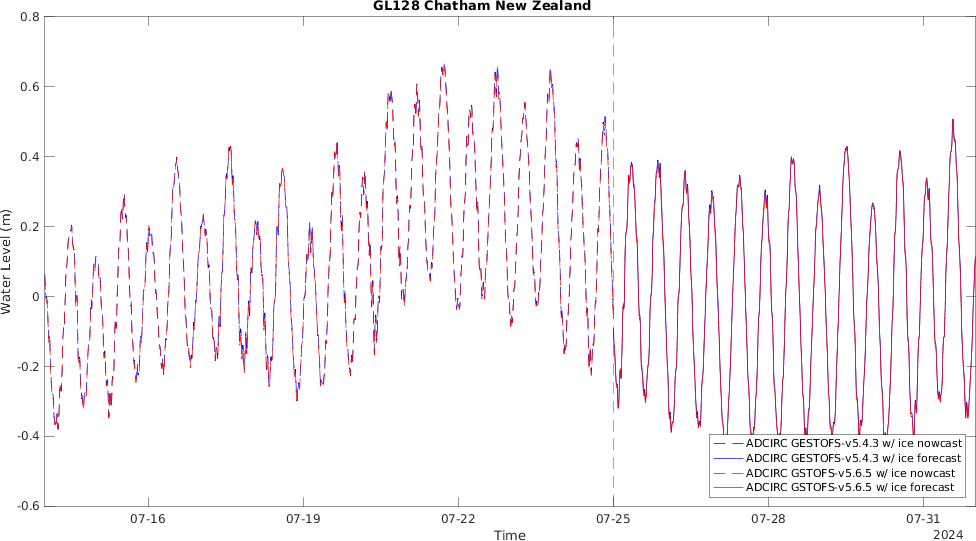 GL128 Chatham New Zealand
0.8
0.6
0.4
0.2
0
-0.2
-0.4
-0.6
Water Level (m)
ADCIRC GESTOFS-v5.4.3 w/ ice nowcast
ADCIRC GESTOFS-v5.4.3 w/ ice forecast
ADCIRC GSTOFS-v5.6.5 w/ ice nowcast
ADCIRC GSTOFS-v5.6.5 w/ ice forecast
07-16 07-19 07-22 07-25 07-28 07-31
Time
2024